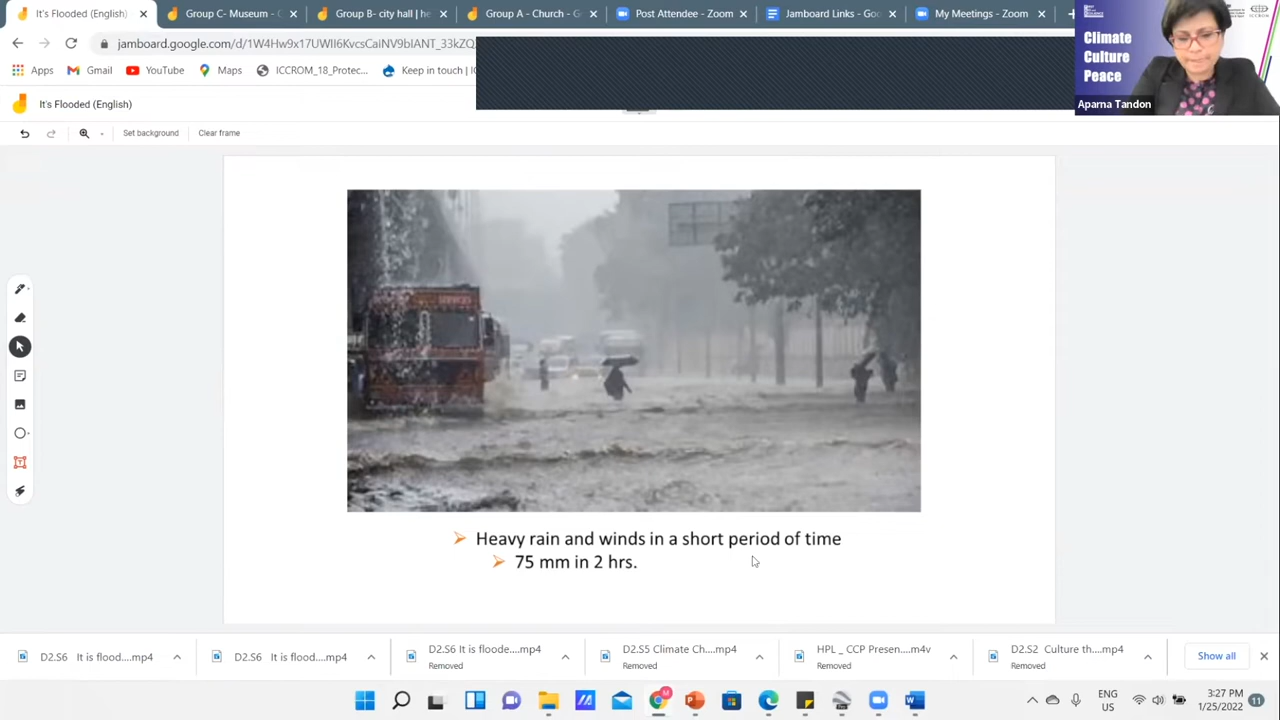 It's Flooded (English)
Group C- Museum - c
Group B- city hall | he
Group A - Church - G
Post Attendee - Zoom
Jamboard Links - Goo
My Meetings - Zoom
jamboard.google.com/d/
Apps
Gmail
YouTube
Maps
ICCROM_18_Protec...
Keep in touch | IC
Climate
Culture
Peace
ICCROM
Aparna Tandon
It's Flooded (English)
Set background
Clear frame
Heavy rain and winds in a short period of time
75 mm in 2 hrs.
D2.S6 It is flood....mp4
D2.S6 It is flood....mp4
D2.S6 It is floode....mp4
Removed
D2.S5 Climate Ch....mp4
Removed
HPL _ CCP Presen....m4v
Removed
D2.S2 Culture th....mp4
Removed
Show all
ENG
US
3:27 PM
1/25/2022
11